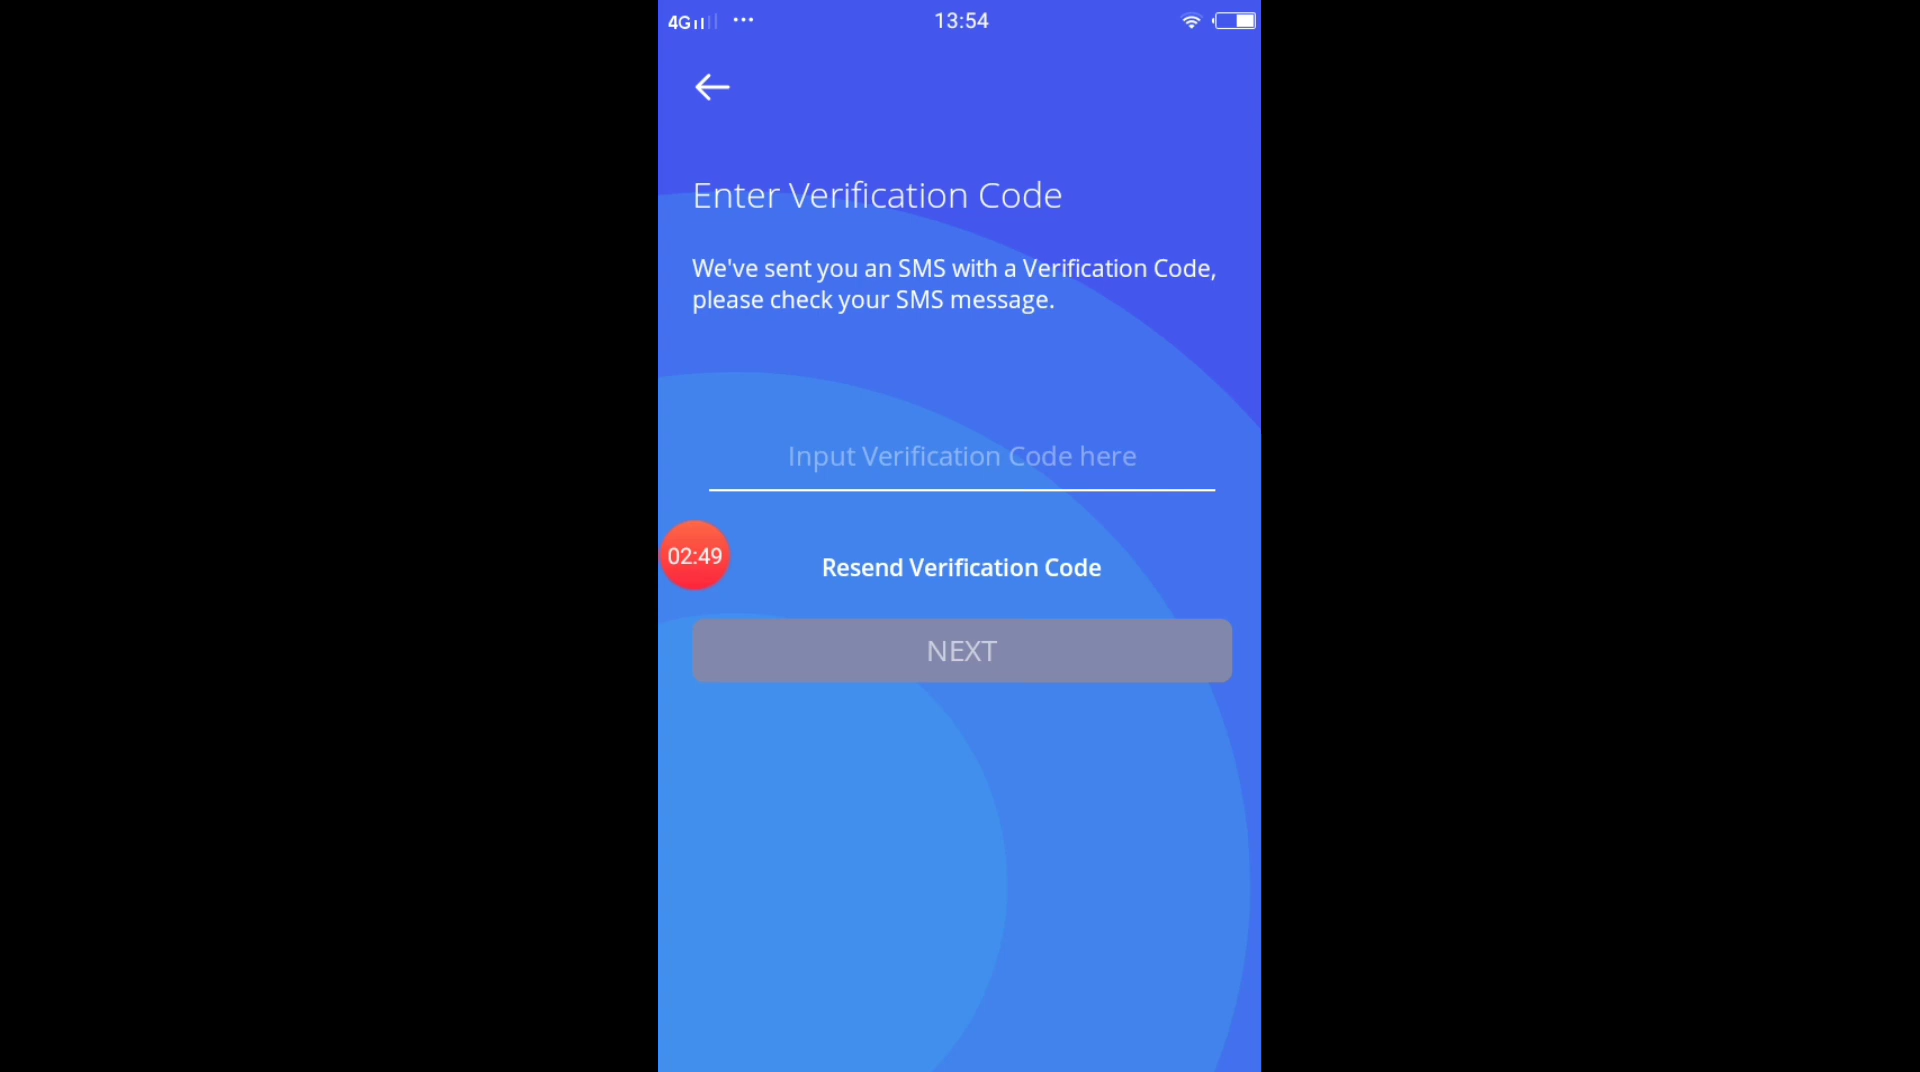 4G 13:54
Enter Verification Code
We've sent you an SMS with a Verification Code,
please check your SMS message.
Input Verification Code here
02:49
Resend Verification Code
NEXT